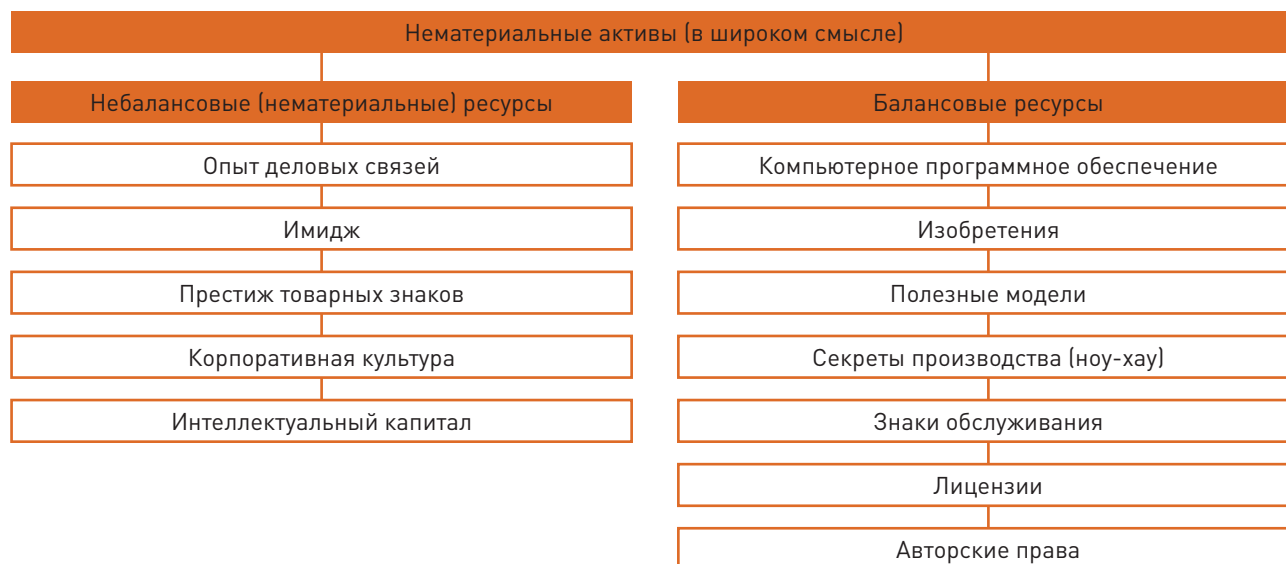 Нематериальные активы (в широком смысле)
Небалансовые (нематериальные) ресурсы
Опыт деловых связей
Имидж
Престиж товарных знаков
Корпоративная культура
Интеллектуальный капитал
Балансовые ресурсы
Компьютерное программное обеспечение
Изобретения
Полезные модели
Секреты производства (ноу-хау)
Знаки обслуживания
Лицензии
Авторские права